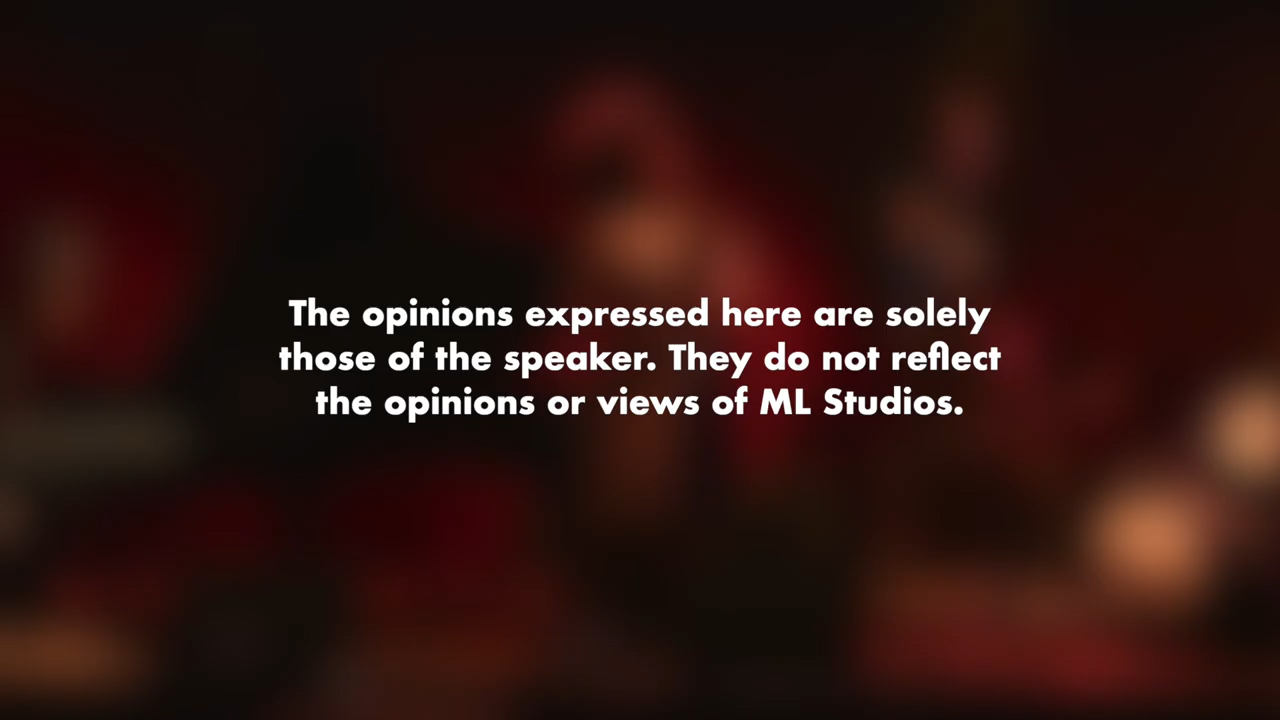 The opinions expressed here are solely
those of the speaker. They do not reflect
the opinions or views of ML Studios.